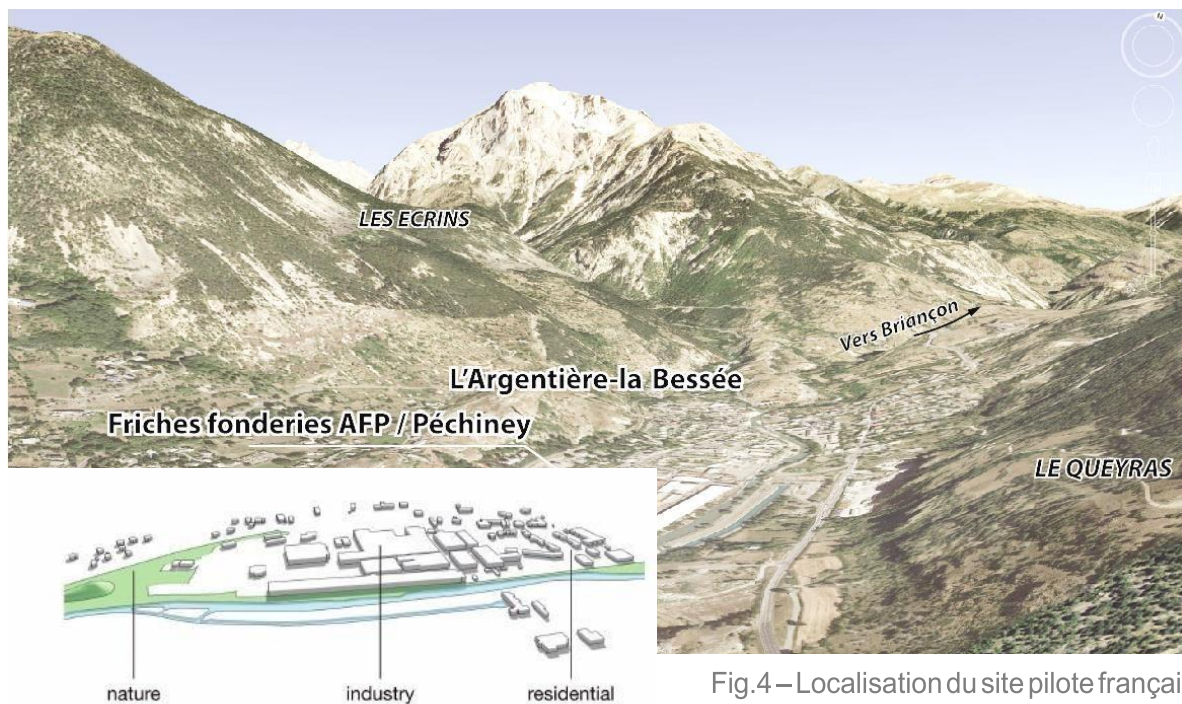 N
LES ECRINS
Vers Briançon
L'Argentière-la Bessée
Friches fonderies AFP / Péchiney
LE QUEYRAS
nature
industry
residential
Fig.4 – Localisation du site pilote françai